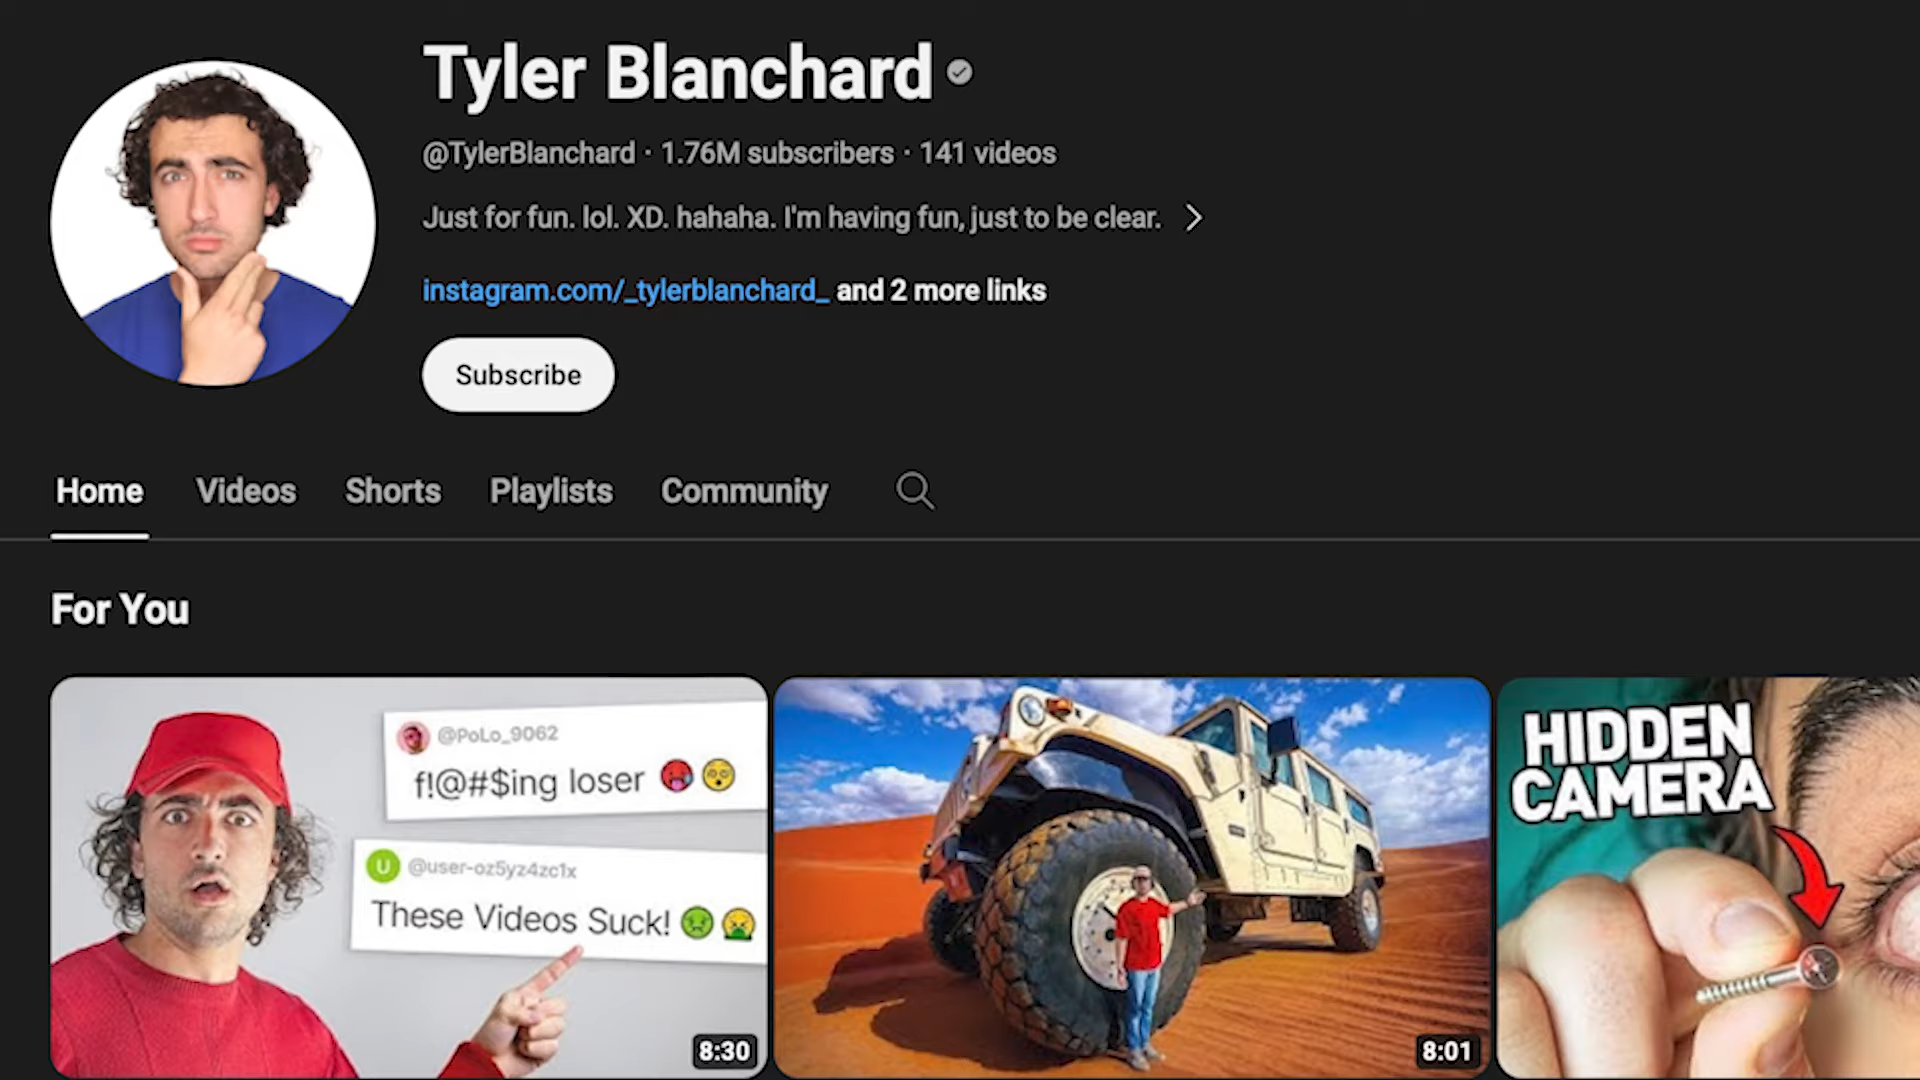 Tyler Blanchard
@TylerBlanchard · 1.76M subscribers · 141 videos
Just for fun. lol. XD. hahaha. I'm having fun, just to be clear.
instagram.com/_tylerblanchard_ and 2 more links
Subscribe
Home Videos Shorts Playlists Community
For You
@PoLo_9062
f!@#$ing loser
U @user-oz5yz4zc1x
These Videos Suck!
8:30
8:01
HIDDEN
CAMERA